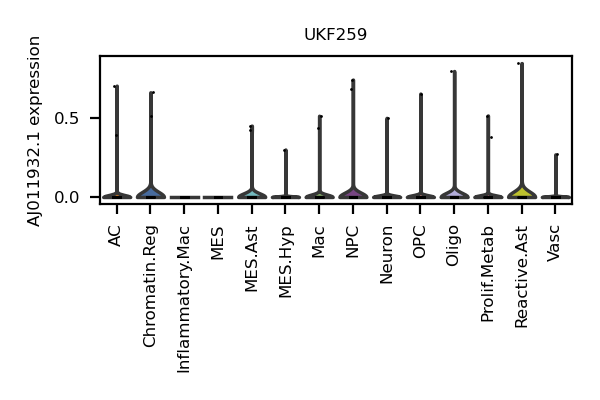 UKF259
AJ011932.1 expression
0.5
0.0
AC
Chromatin.Reg
Inflammatory.Mac
MES
MES.Ast
MES.Hyp
Mac
NPC
Neuron
OPC
Oligo
Prolif.Metab
Reactive.Ast
Vasc